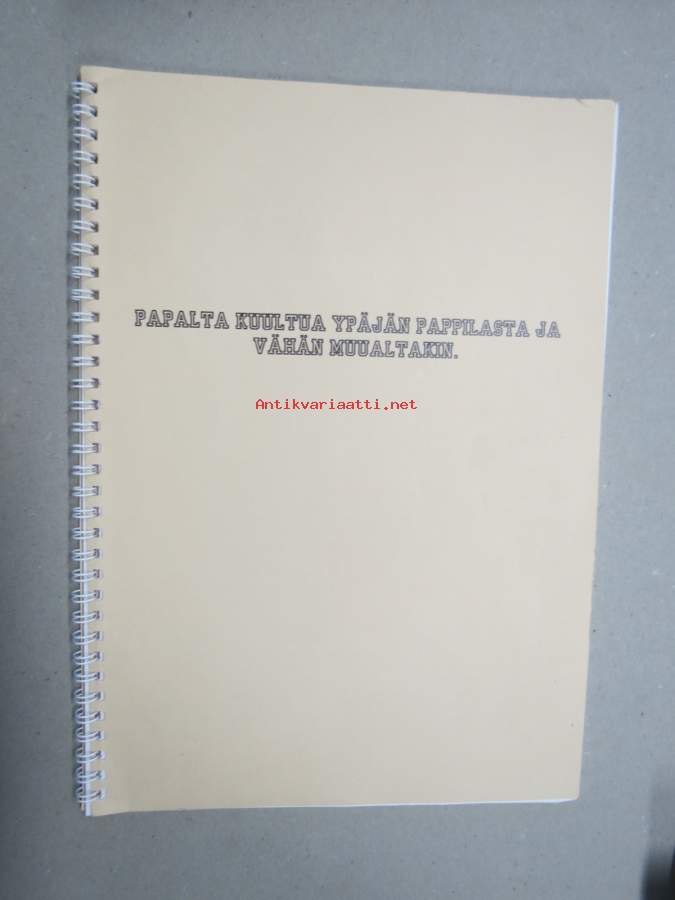 PAPALTA KUULTUA YPÄJÄN PAPPILASTA JA
VÄHÄN MUUALTAKIN.
Antikvariaatti.net